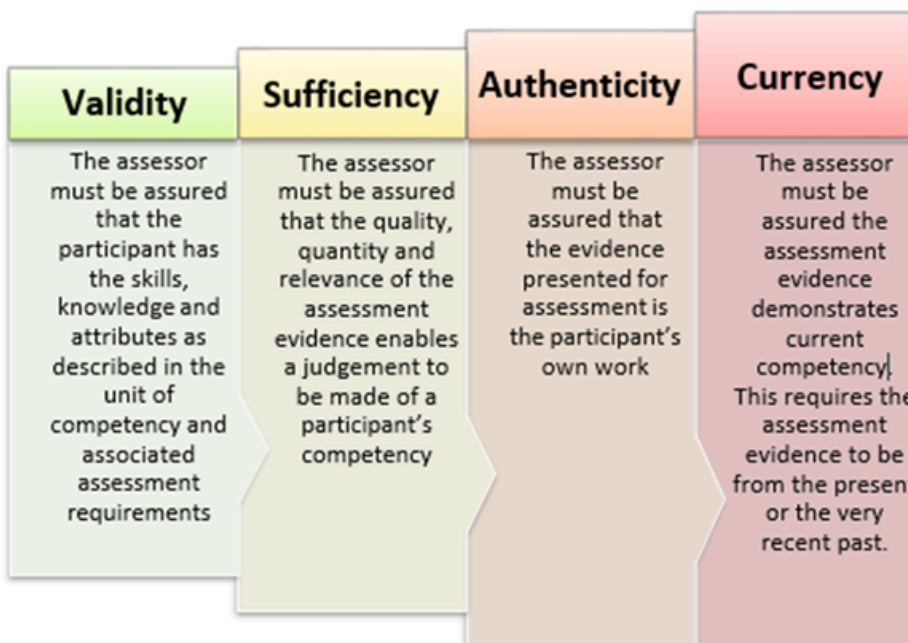 Validity
The assessor
must be assured
that the
participant has
the skills,
knowledge and
attributes as
described in the
unit of
competency and
associated
assessment
requirements
Sufficiency
The assessor
must be assured
that the quality,
quantity and
relevance of the
assessment
evidence enables
a judgement to
be made of a
participant's
competency
Authenticity
The assessor
must be
assured that
the evidence
presented for
assessment is
the participant's
own work
Currency
The assessor
must be
assured the
assessment
evidence
demonstrates
current
competency.
This requires the
assessment
evidence to be
from the present
or the very
recent past.